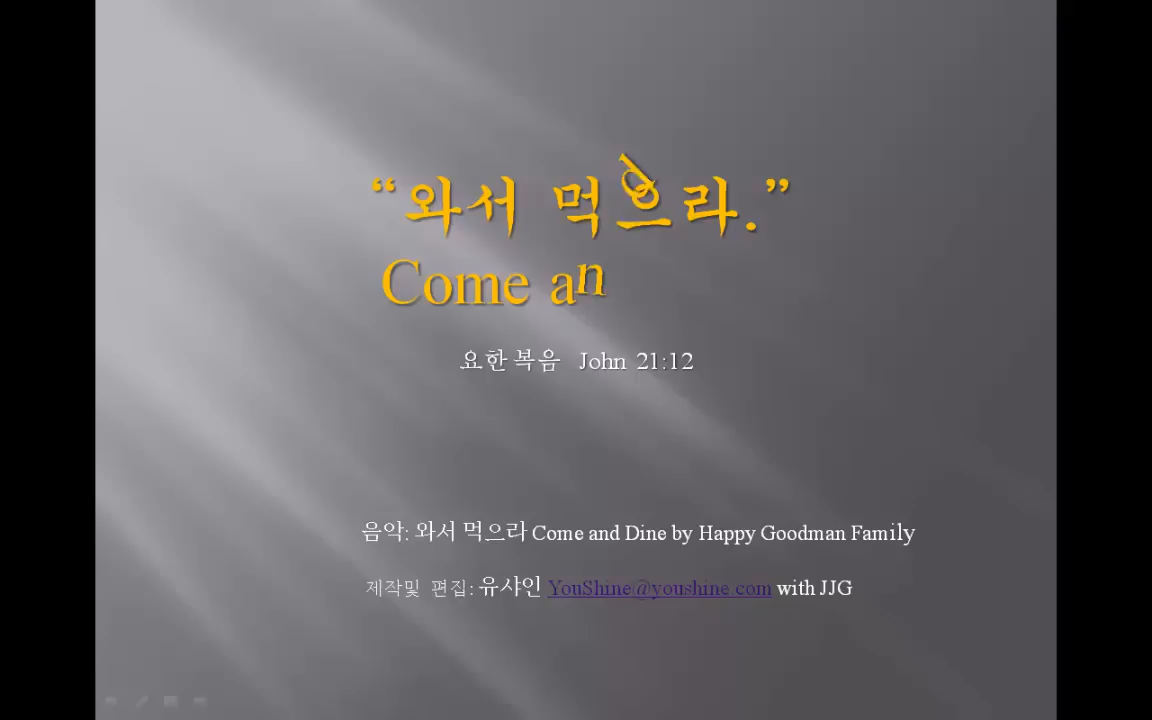 “와서 먹으라.”
Come an
요한복음 John 21:12
음악: 와서 먹으라 Come and Dine by Happy Goodman Family
제작및 편집: 유샤인 YouShine@youshine.com with JJG